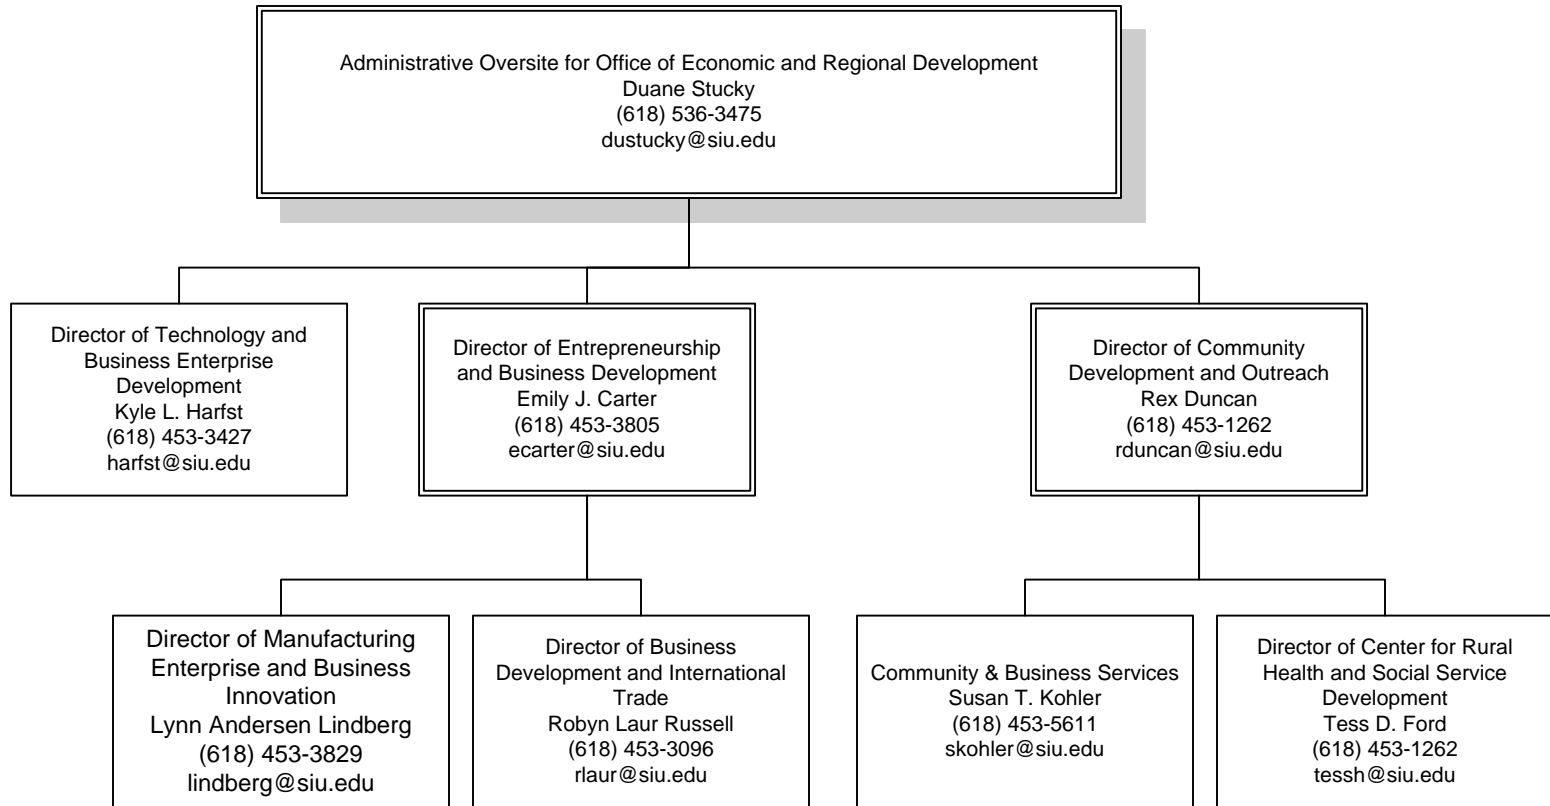 Administrative Oversite for Office of Economic and Regional Development
Duane Stucky
(618) 536-3475
dustucky@siu.edu
Director of Technology and
Business Enterprise
Development
Kyle L. Harfst
(618) 453-3427
harfst@siu.edu
Director of Entrepreneurship
and Business Development
Emily J. Carter
(618) 453-3805
ecarter@siu.edu
Director of Community
Development and Outreach
Rex Duncan
(618) 453-1262
rduncan@siu.edu
Director of Manufacturing
Enterprise and Business
Innovation
Lynn Andersen Lindberg
(618) 453-3829
lindberg@siu.edu
Director of Business
Development and International
Trade
Robyn Laur Russell
(618) 453-3096
rlaur@siu.edu
Community & Business Services
Susan T. Kohler
(618) 453-5611
skohler@siu.edu
Director of Center for Rural
Health and Social Service
Development
Tess D. Ford
(618) 453-1262
tessh@siu.edu